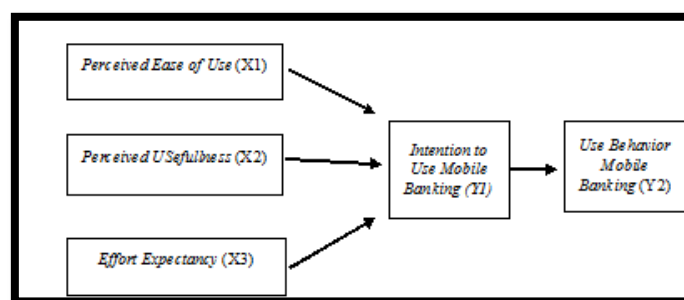 Perceived Ease of Use (X1)
Perceived USefulness (X2)
Effort Expectancy (X3)
Intention to
Use Mobile
Banking (Y1)
Use Behavior
Mobile
Banking (Y2)